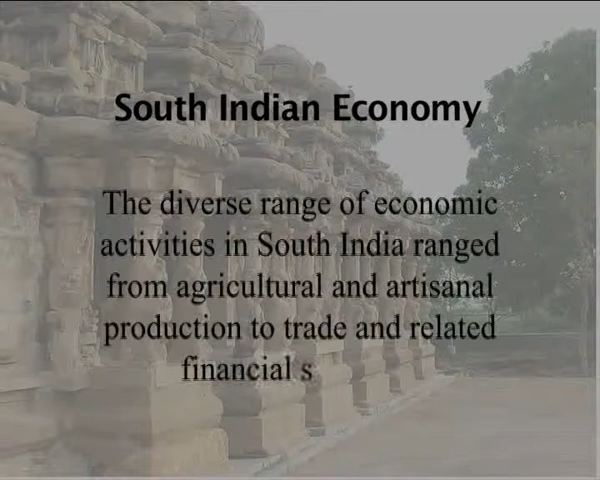 South Indian Economy
The diverse range of economic
activities in South India ranged
from agricultural and artisanal
production to trade and related
financial s